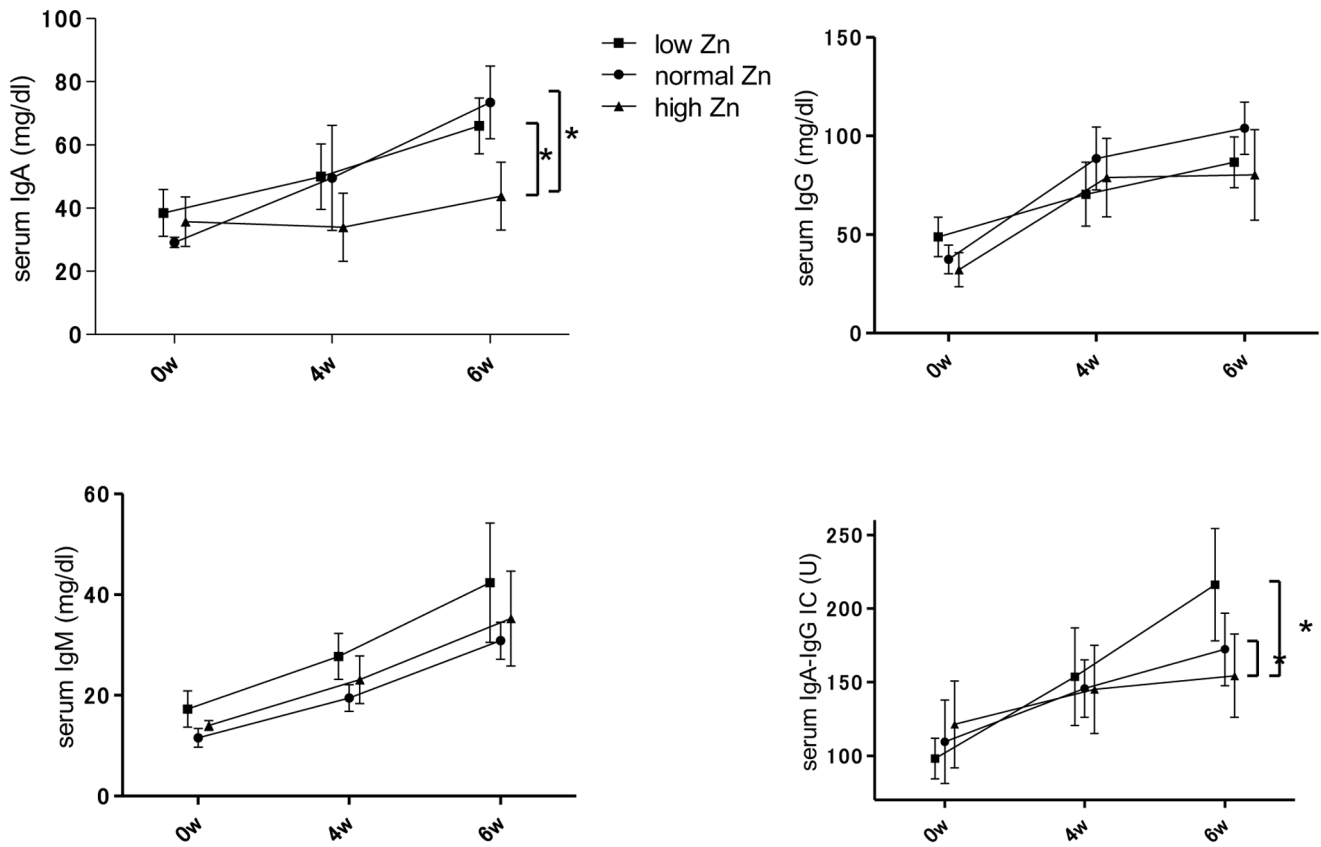 100
80
60
40
20
0
serum IgA (mg/dl)
0w
4w
6w
*
*
low Zn
normal Zn
high Zn
150
100
50
0
serum IgG (mg/dl)
0w
4w
6w
60
40
20
0
serum IgM (mg/dl)
0w
4w
6w
250
200
150
100
serum IgA-IgG IC (U)
0w
4w
6w
*
*